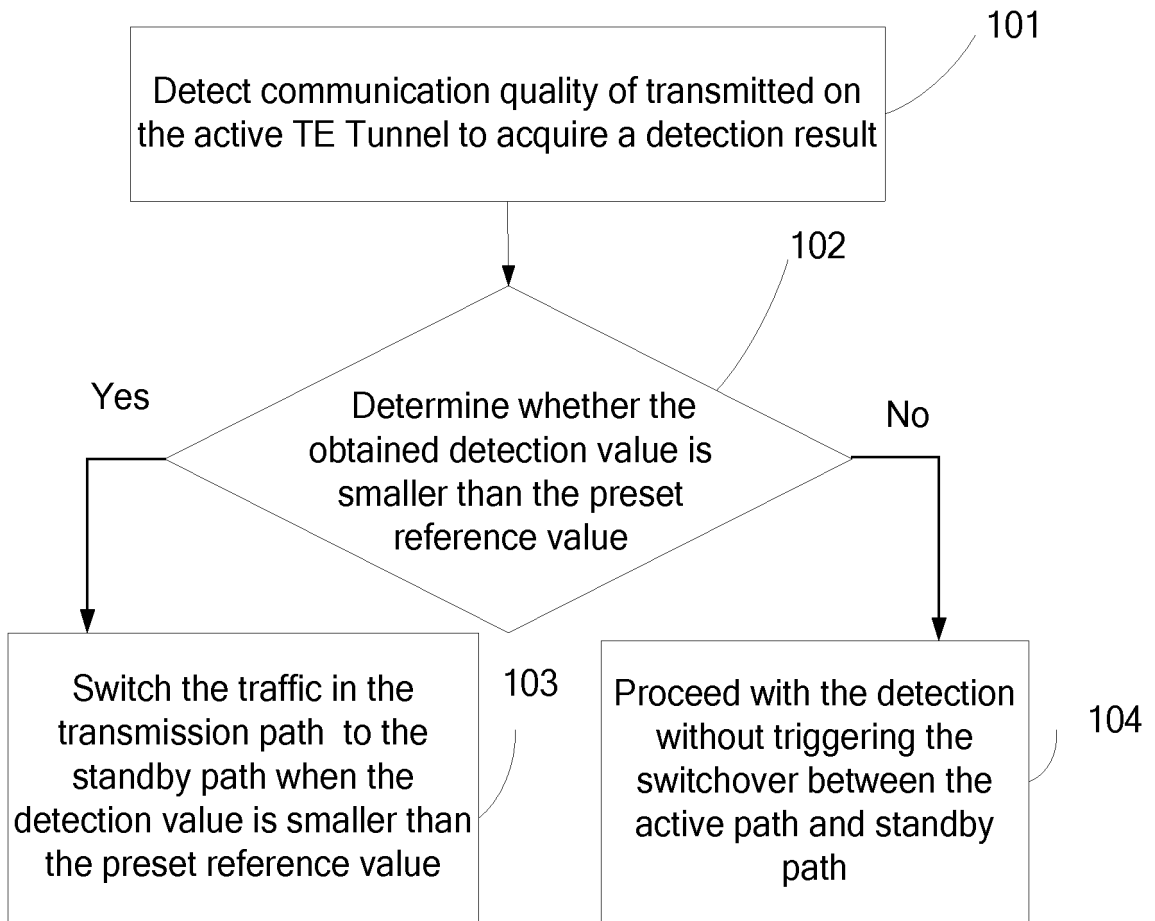 101
Detect communication quality of transmitted on
the active TE Tunnel to acquire a detection result
102
Yes
Determine whether the
obtained detection value is
smaller than the preset
reference value
No
Switch the traffic in the
transmission path to the
standby path when the
detection value is smaller than
the preset reference value
103
Proceed with the detection
without triggering the
switchover between the
active path and standby
path
104